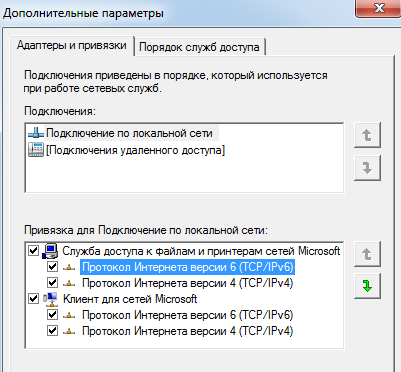 Дополнительные параметры
Адаптеры и привязки
Порядок служб доступа
Подключения приведены в порядке, который используется
при работе сетевых служб.
Подключения:
Подключение по локальной сети
[Подключения удаленного доступа]
Привязка для Подключение по локальной сети:
Служба доступа к файлам и принтерам сетей Microsoft
Протокол Интернета версии 6 (TCP/IPv6)
Протокол Интернета версии 4 (TCP/IPv4)
Клиент для сетей Microsoft
Протокол Интернета версии 6 (TCP/IPv6)
Протокол Интернета версии 4 (TCP/IPv4)